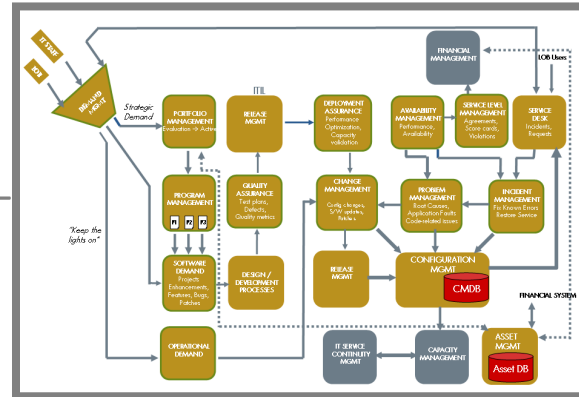 IT STAFF
LOB
DEMAND
MGMT
Strategic
Demand
"Keep the
lights on"
PORTFOLIO
MANAGEMENT
Evaluation → Active
PROGRAM
MANAGEMENT
P1 P2 P3
SOFTWARE
DEMAND
Projects
Enhancements,
Features, Bugs,
Patches
OPERATIONAL
DEMAND
ITIL
RELEASE
MGMT
QUALITY
ASSURANCE
Test plans,
Defects,
Quality metrics
DESIGN /
DEVELOPMENT
PROCESSES
DEPLOYMENT
ASSURANCE
Performance
Optimization,
Capacity
validation
CHANGE
MANAGEMENT
Config changes,
S/W updates,
Patches
RELEASE
MGMT
IT SERVICE
CONTINUITY
MGMT
FINANCIAL
MANAGEMENT
AVAILABILITY
MANAGEMENT
Performance,
Availability
SERVICE LEVEL
MANAGEMENT
Agreements,
Score cards,
Violations
LOB Users
SERVICE
DESK
Incidents,
Requests
PROBLEM
MANAGEMENT
Root Causes,
Application Faults
Code-related issues
INCIDENT
MANAGEMENT
Fix Known Errors
Restore Service
CONFIGURATION
MGMT
CMDB
CAPACITY
MANAGEMENT
FINANCIAL SYSTEM
ASSET
MGMT
Asset DB